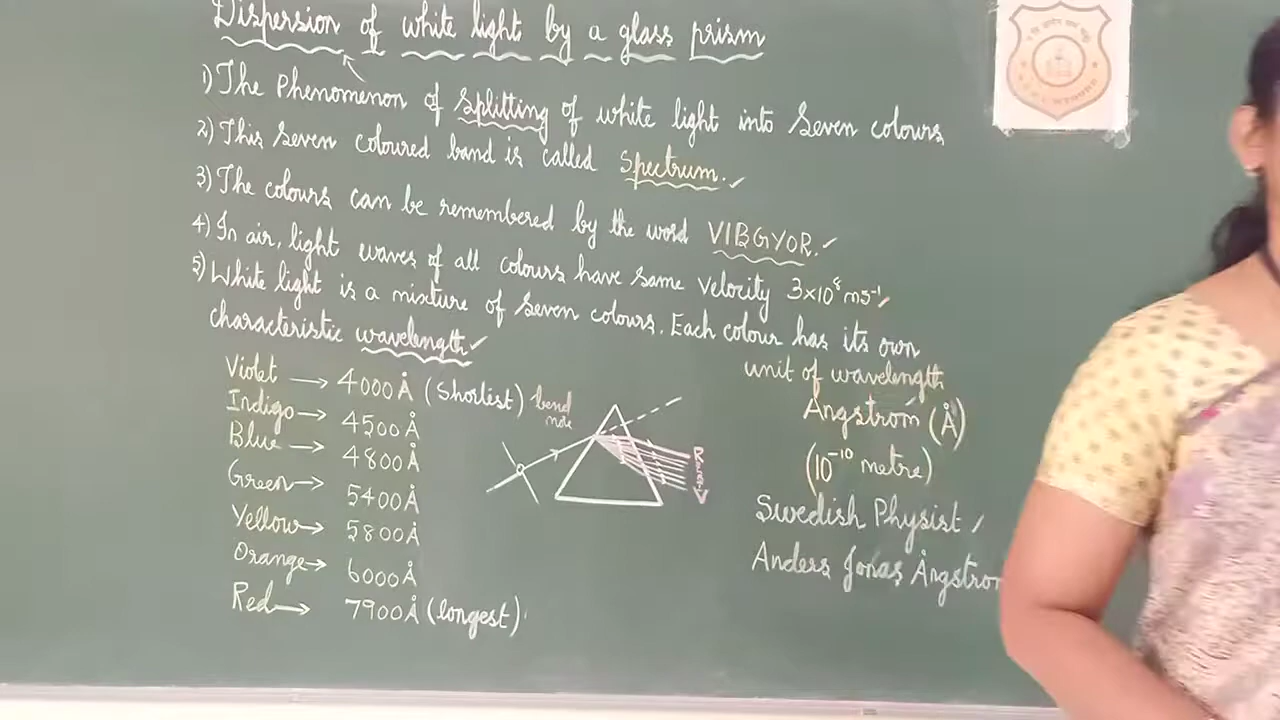 Dispersion of white light by a glass prism
1) The Phenomenon of splitting of white light into seven colours
2) This seven coloured band is called Spectrum.
3) The colours can be remembered by the word VIBGYOR.
4) In air, light waves of all colours have same velocity 3×10⁸ ms⁻¹
5) White light is a mixture of seven colours. Each colour has its own
characteristic wavelength
Violet → 4000 Å (Shortest)
Indigo → 4500 Å
Blue → 4800 Å
Green → 5400 Å
Yellow → 5800 Å
Orange → 6000 Å
Red → 7900 Å (longest)
bend
R
V
unit of wavelength
Angstrom (Å)
(10⁻¹⁰ metre)
Swedish Physist
Anders Jonas Ångstrom